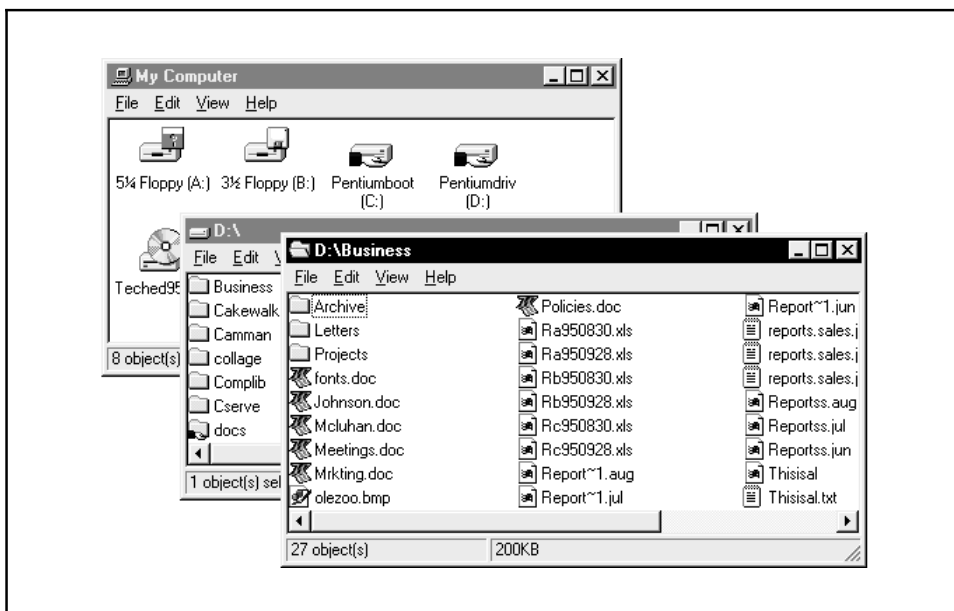 My Computer
File Edit View Help
5¼ Floppy (A:) 3½ Floppy (B:) Pentiumboot (C:) Pentiumdriv (D:)
Teched95
8 object(s)
D:\
File Edit
Business
Cakewalk
Camman
collage
Complib
Cserve
docs
1 object(s) sel
D:\Business
File Edit View Help
Archive Policies.doc Report~1.jun
Letters Ra950830.xls reports.sales.j
Projects Ra950928.xls reports.sales.j
fonts.doc Rb950830.xls reports.sales.j
Johnson.doc Rb950928.xls Reportss.aug
Mcluhan.doc Rc950830.xls Reportss.jul
Meetings.doc Rc950928.xls Reportss.jun
Mrkting.doc Report~1.aug Thisisal
olezoo.bmp Report~1.jul Thisisal.txt
27 object(s) 200KB